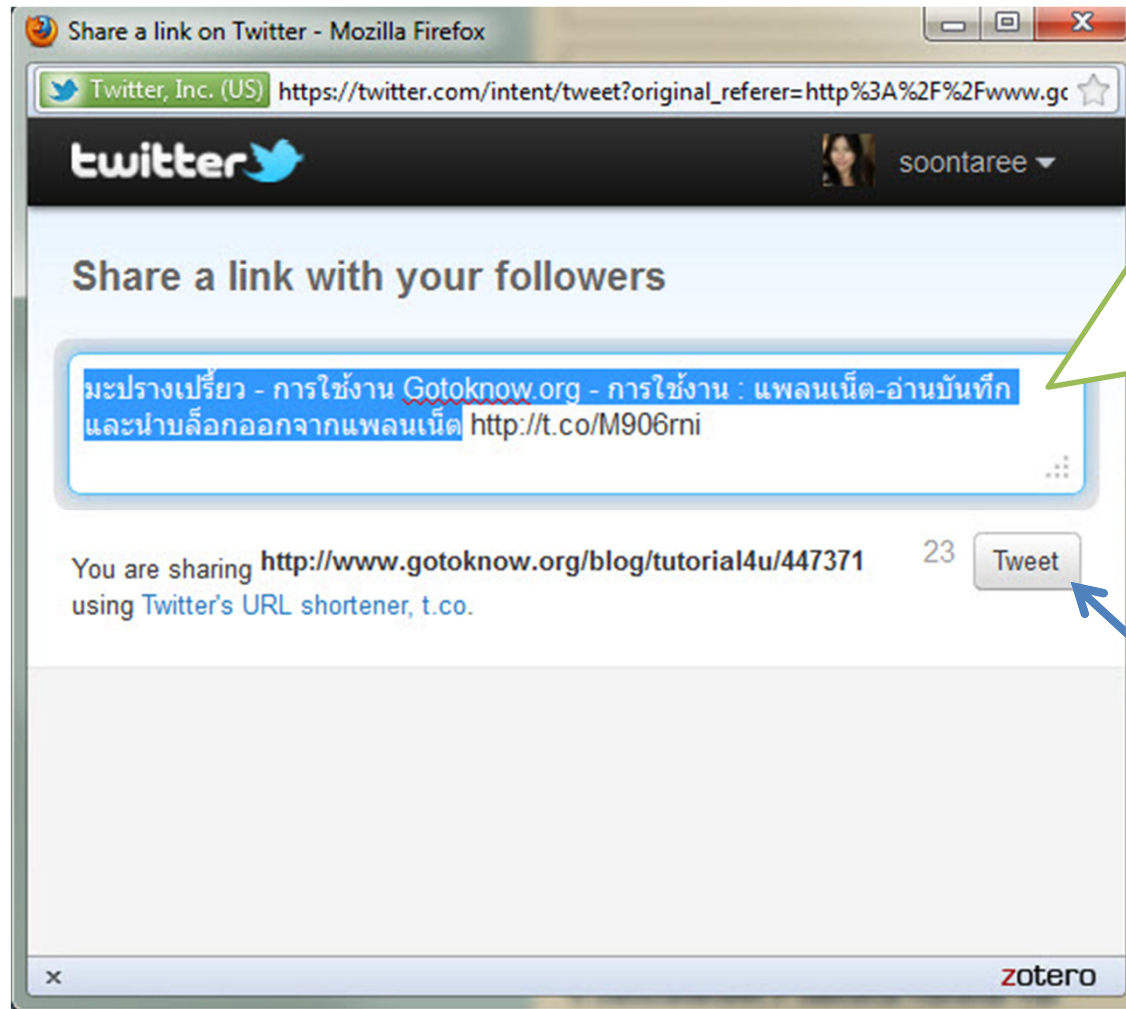 Share a link on Twitter - Mozilla Firefox
Twitter, Inc. (US) https://twitter.com/intent/tweet?original_referer=http%3A%2F%2Fwww.gc
twitter soontaree
Share a link with your followers
มะปรางเปรี้ยว - การใช้งาน Gotoknow.org - การใช้งาน : แพลนเน็ต-อ่านบันทึก
และนำบล็อกออกจากแพลนเน็ต http://t.co/M906rni
You are sharing http://www.gotoknow.org/blog/tutorial4u/447371 23 Tweet
using Twitter's URL shortener, t.co.
x zotero